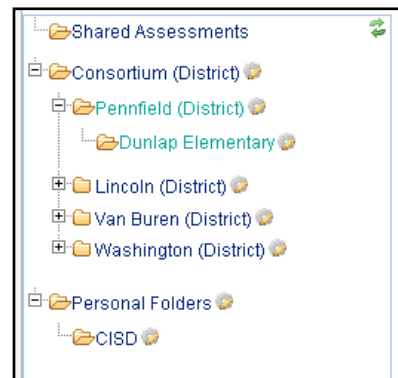 Shared Assessments
Consortium (District)
Pennfield (District)
Dunlap Elementary
Lincoln (District)
Van Buren (District)
Washington (District)
Personal Folders
CISD